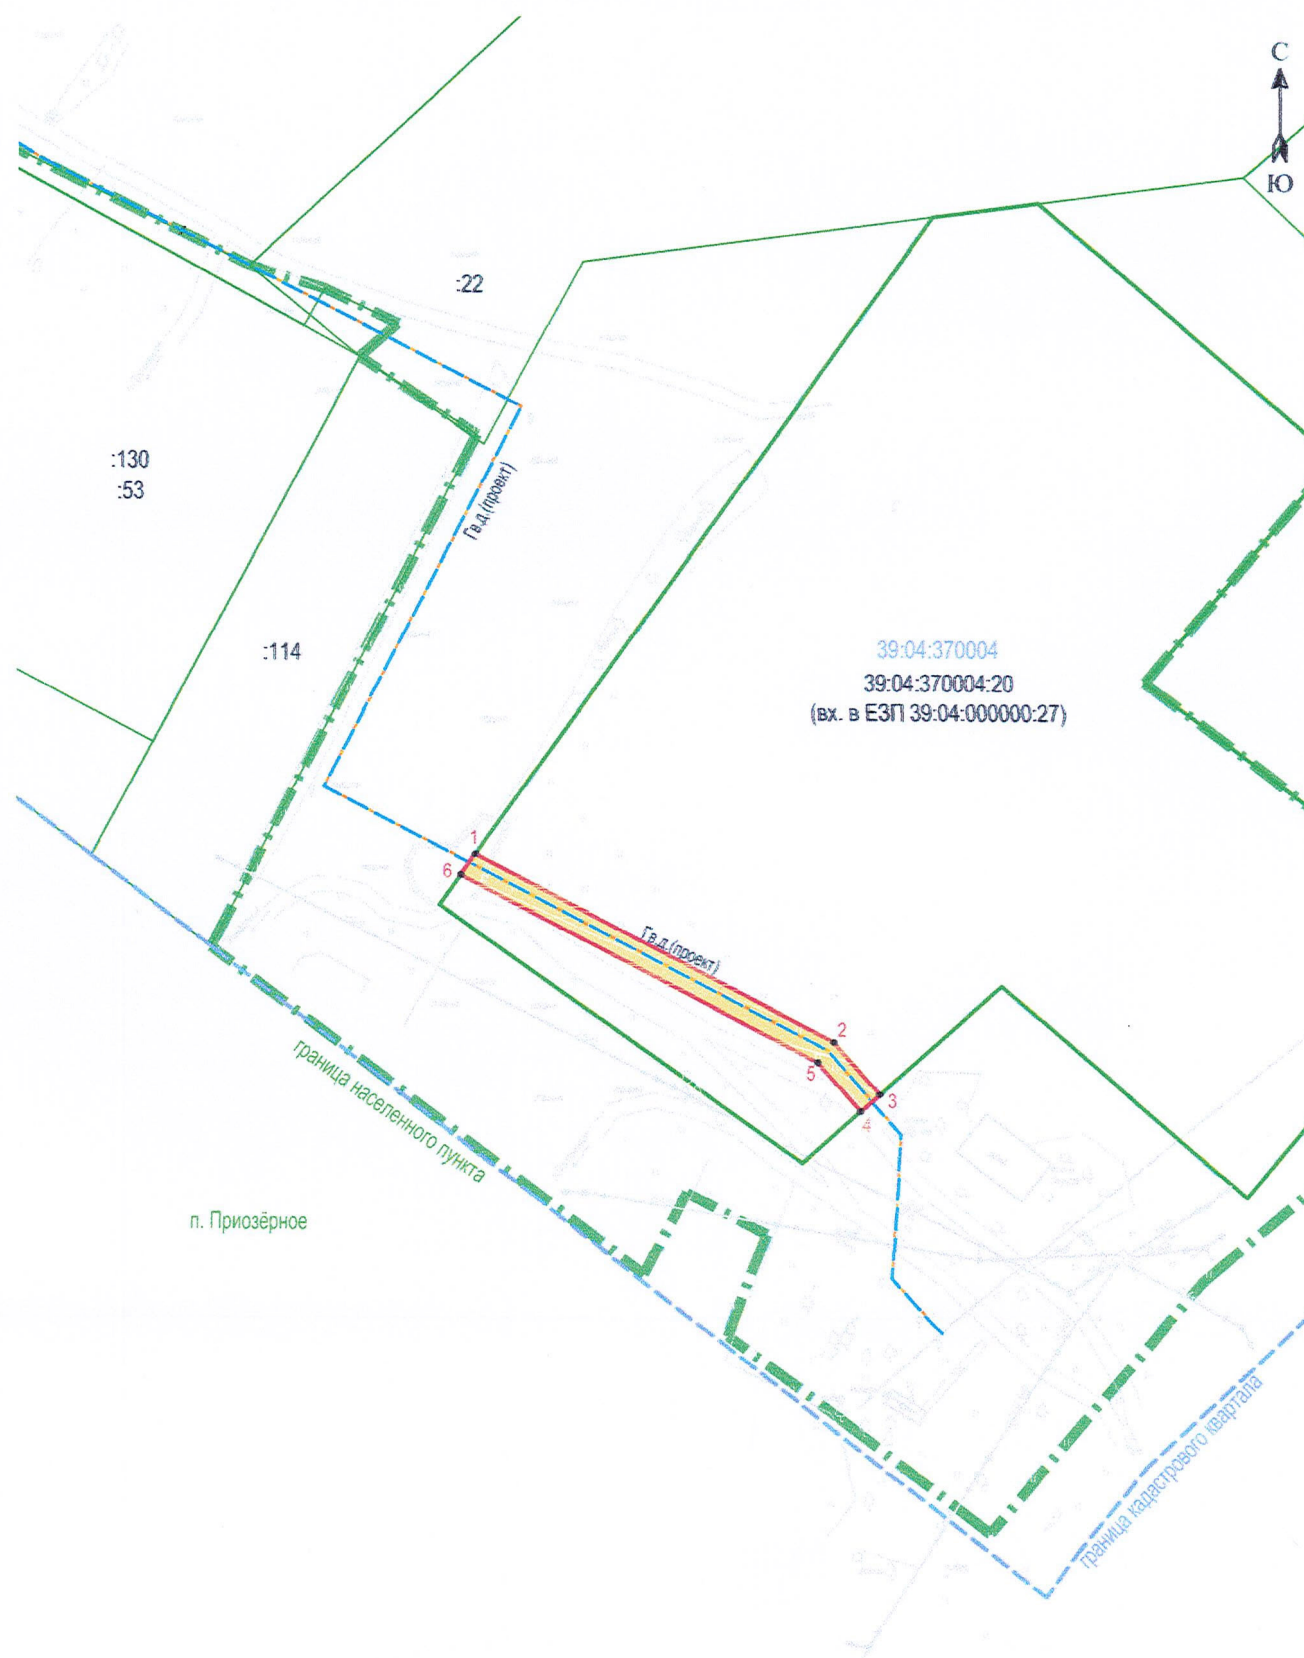 С
Ю
:22
:130
:53
Гв.д.(проект)
:114
39:04:370004
39:04:370004:20
(вх. в ЕЗП 39:04:000000:27)
1
6
Гв.д.(проект)
2
5
3
4
граница населенного пункта
п. Приозёрное
граница кадастрового квартала